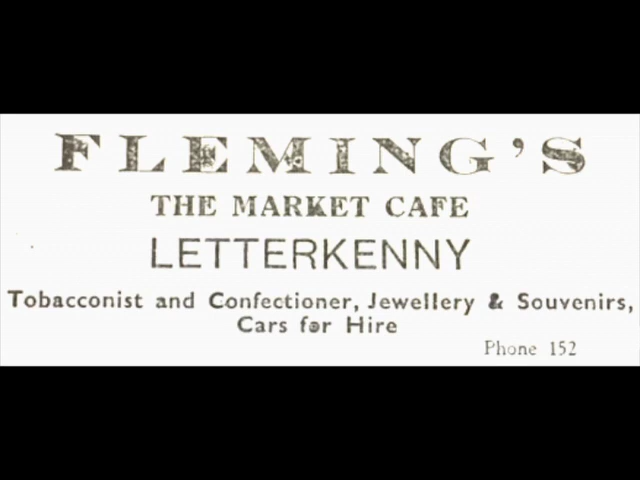 FLEMING'S
THE MARKET CAFE
LETTERKENNY
Tobacconist and Confectioner, Jewellery & Souvenirs,
Cars for Hire
Phone 152